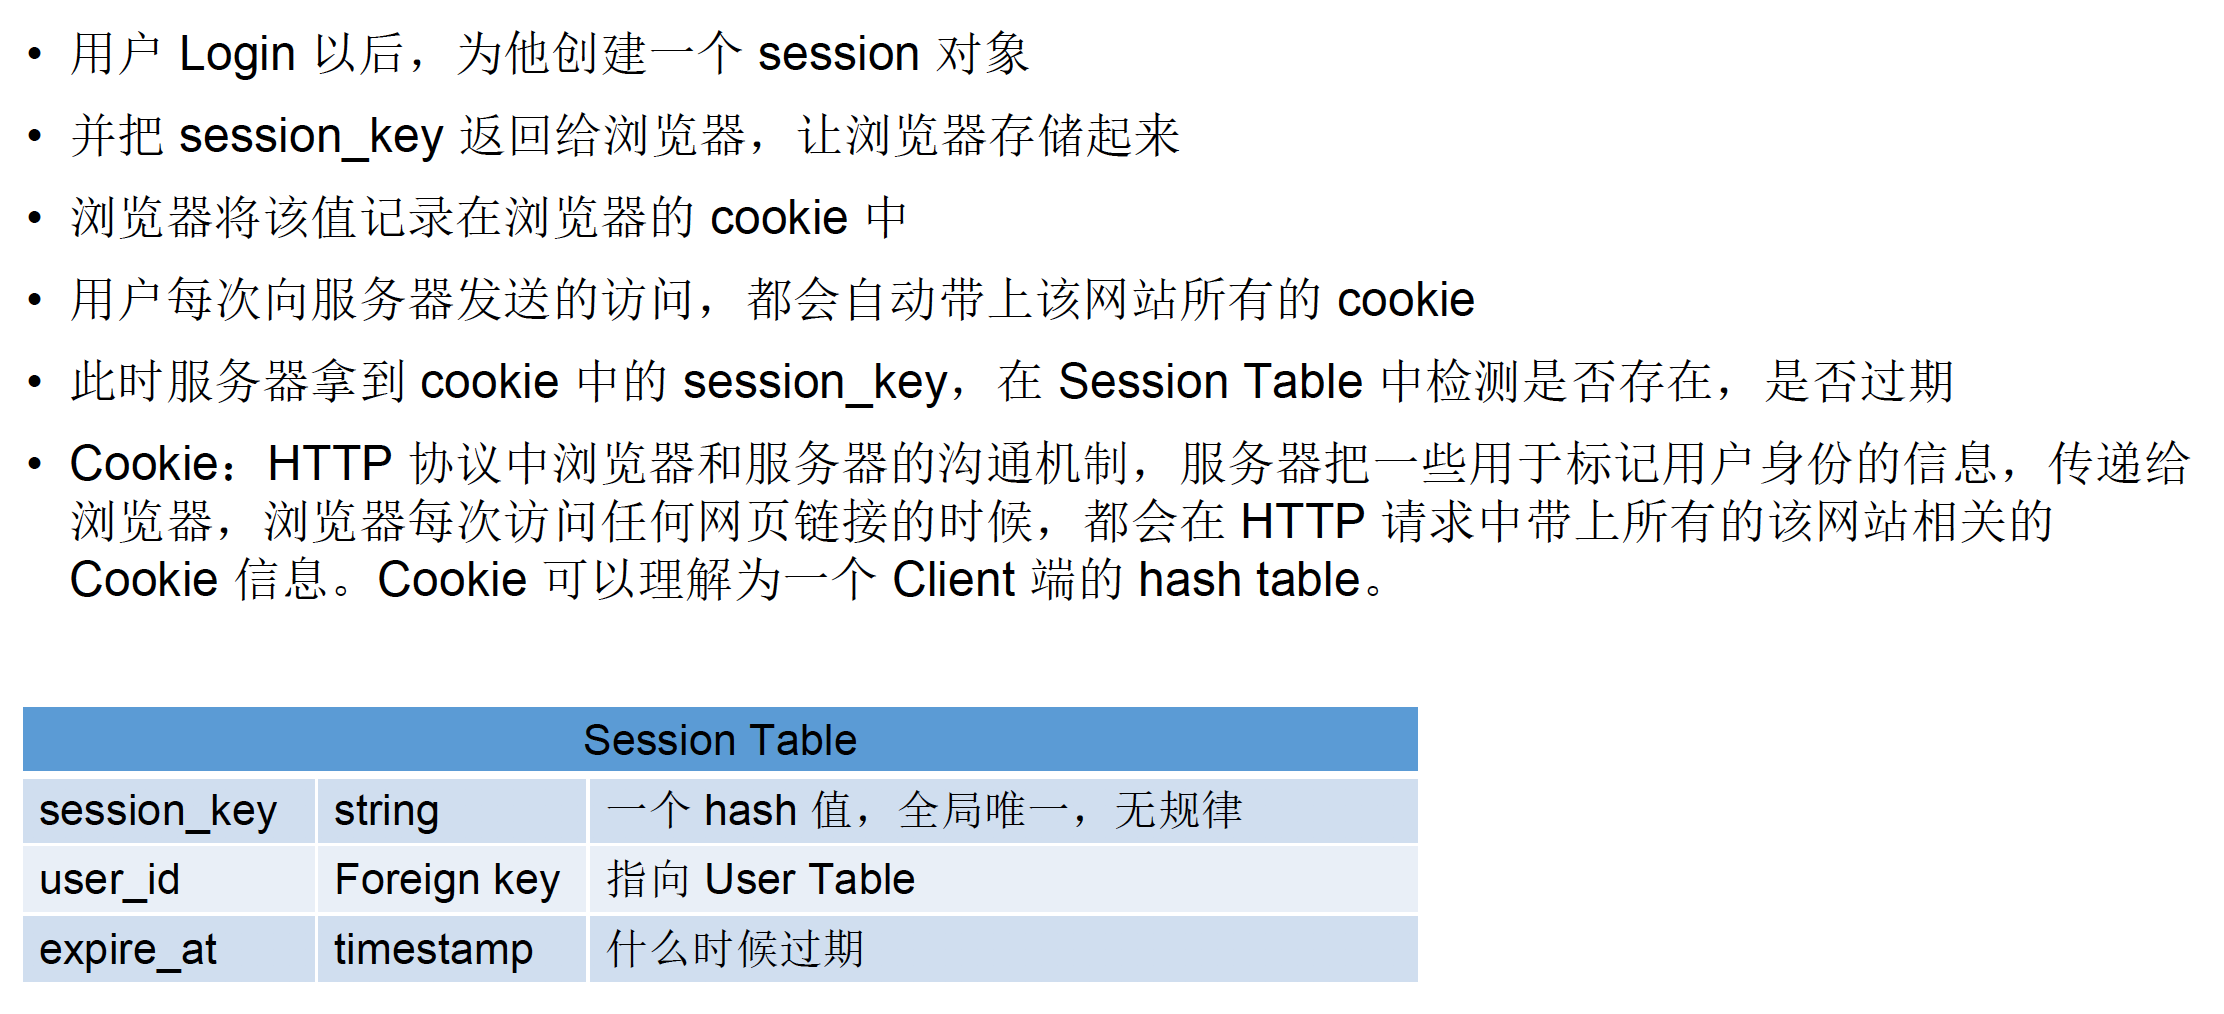 • 用户 Login 以后，为他创建一个 session 对象
• 并把 session_key 返回给浏览器，让浏览器存储起来
• 浏览器将该值记录在浏览器的 cookie 中
• 用户每次向服务器发送的访问，都会自动带上该网站所有的 cookie
• 此时服务器拿到 cookie 中的 session_key，在 Session Table 中检测是否存在，是否过期
• Cookie：HTTP 协议中浏览器和服务器的沟通机制，服务器把一些用于标记用户身份的信息，传递给
浏览器，浏览器每次访问任何网页链接的时候，都会在 HTTP 请求中带上所有的该网站相关的
Cookie 信息。Cookie 可以理解为一个 Client 端的 hash table。
Session Table
session_key string 一个 hash 值，全局唯一，无规律
user_id Foreign key 指向 User Table
expire_at timestamp 什么时候过期